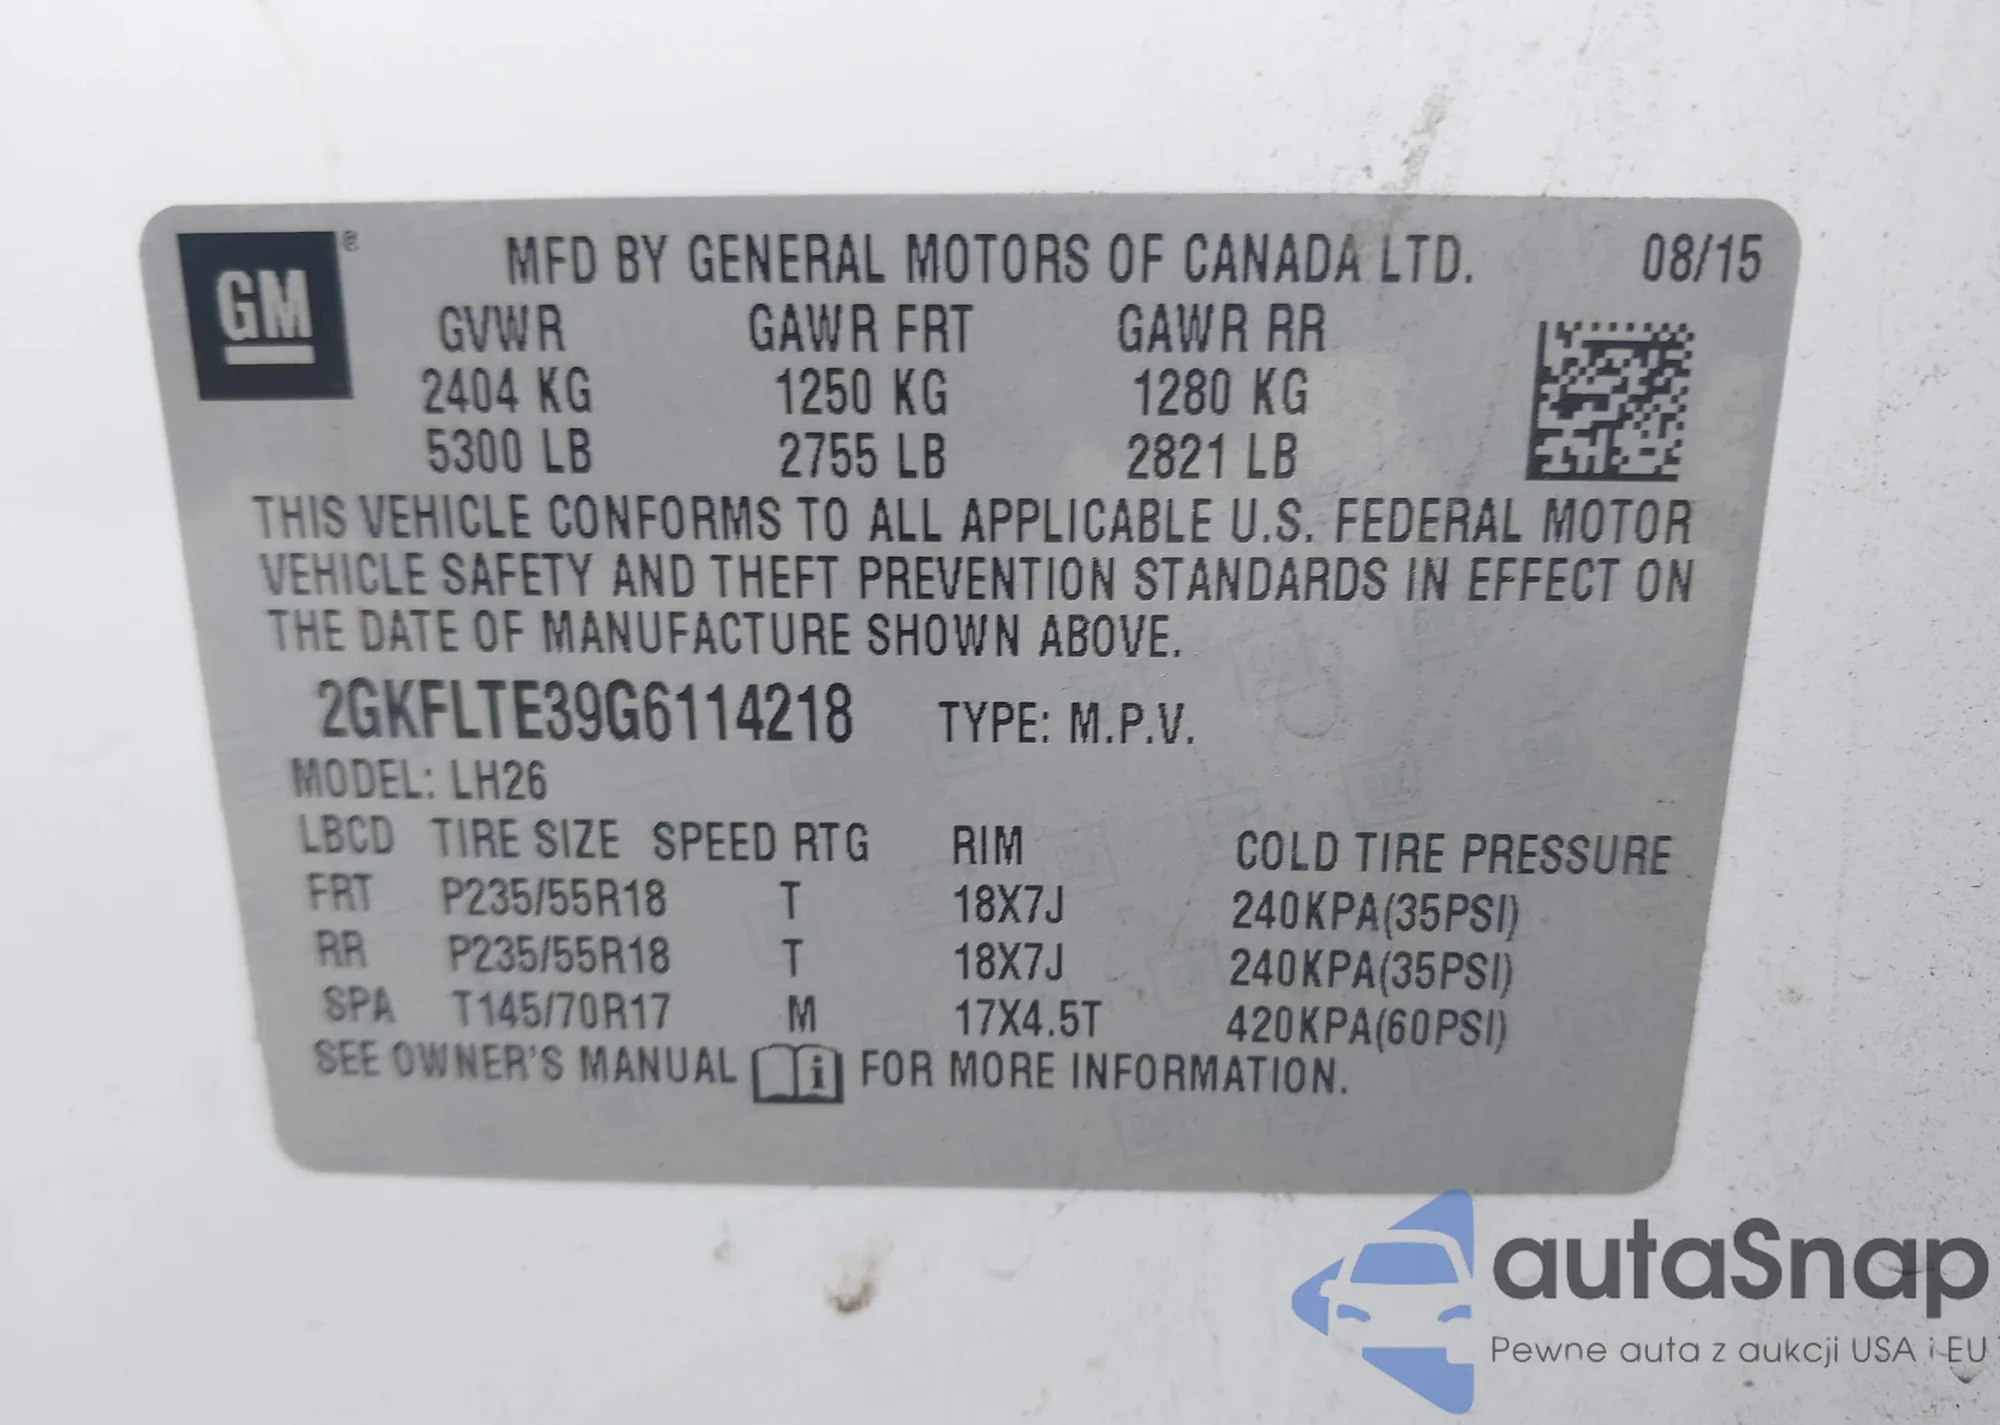 GM ® MFD BY GENERAL MOTORS OF CANADA LTD. 08/15
GVWR GAWR FRT GAWR RR
2404 KG 1250 KG 1280 KG
5300 LB 2755 LB 2821 LB
THIS VEHICLE CONFORMS TO ALL APPLICABLE U.S. FEDERAL MOTOR
VEHICLE SAFETY AND THEFT PREVENTION STANDARDS IN EFFECT ON
THE DATE OF MANUFACTURE SHOWN ABOVE.
2GKFLTE39G6114218 TYPE: M.P.V.
MODEL: LH26
LBCD TIRE SIZE SPEED RTG RIM COLD TIRE PRESSURE
FRT P235/55R18 T 18X7J 240KPA(35PSI)
RR P235/55R18 T 18X7J 240KPA(35PSI)
SPA T145/70R17 M 17X4.5T 420KPA(60PSI)
SEE OWNER'S MANUAL i FOR MORE INFORMATION.
autaSnap
Pewne auta z aukcji USA i EU